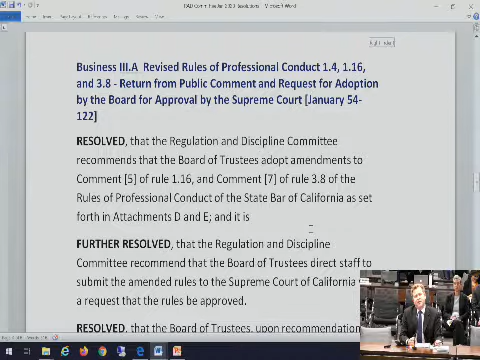 Business III.A Revised Rules of Professional Conduct 1.4, 1.16,
and 3.8 - Return from Public Comment and Request for Adoption
by the Board for Approval by the Supreme Court [January 54-
122]
RESOLVED, that the Regulation and Discipline Committee
recommends that the Board of Trustees adopt amendments to
Comment [5] of rule 1.16, and Comment [7] of rule 3.8 of the
Rules of Professional Conduct of the State Bar of California as set
forth in Attachments D and E; and it is
FURTHER RESOLVED, that the Regulation and Discipline
Committee recommend that the Board of Trustees direct staff to
submit the amended rules to the Supreme Court of California
a request that the rules be approved.
RESOLVED, that the Board of Trustees, upon recommendation